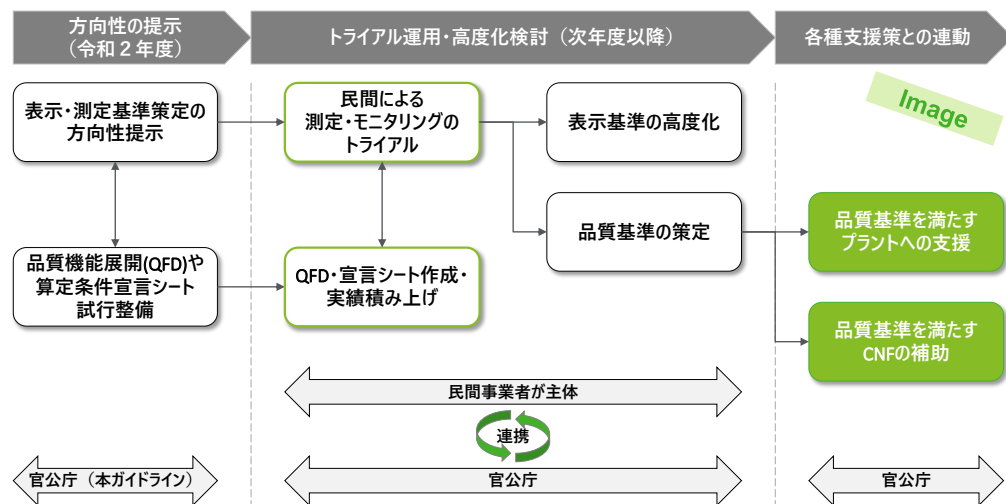 方向性の提示
（令和２年度）
トライアル運用・高度化検討（次年度以降）
各種支援策との連動
Image
表示・測定基準策定の
方向性提示
民間による
測定・モニタリングの
トライアル
表示基準の高度化
品質基準の策定
品質基準を満たす
プラントへの支援
品質機能展開(QFD)や
算定条件宣言シート
試行整備
QFD・宣言シート作成・
実績積み上げ
品質基準を満たす
CNFの補助
民間事業者が主体
連携
官公庁（本ガイドライン）
官公庁
官公庁